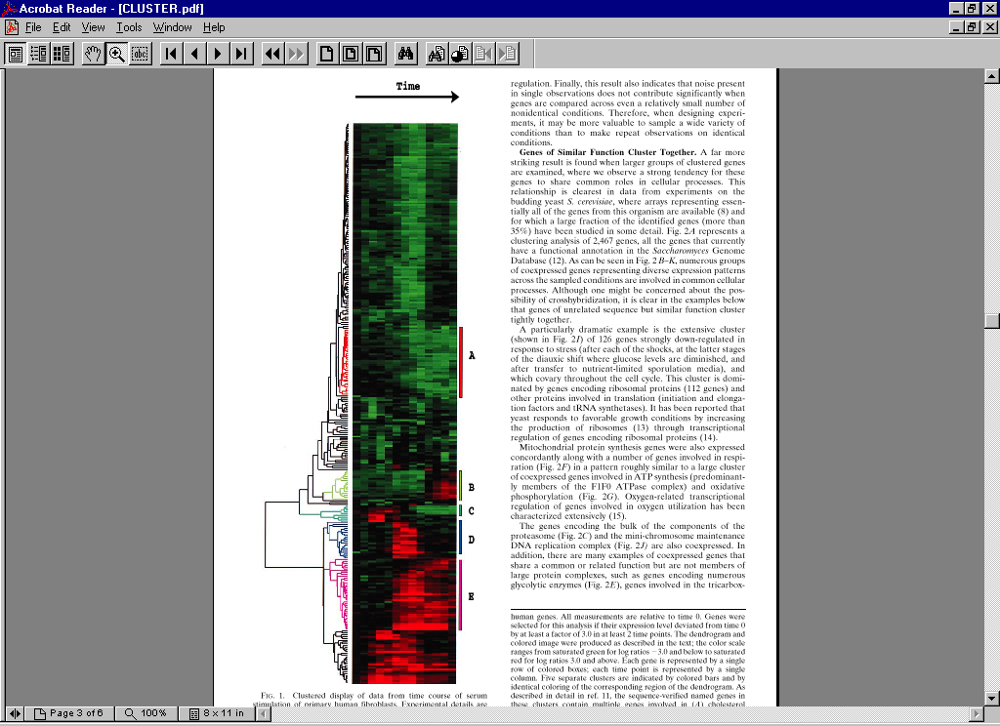 Acrobat Reader - [CLUSTER.pdf]
File Edit View Tools Window Help
Time
A
B
C
D
E
FIG. 1. Clustered display of data from time course of serum
stimulation of primary human fibroblasts. Experimental details are
regulation. Finally, this result also indicates that noise present
in single observations does not contribute significantly when
genes are compared across even a relatively small number of
nonidentical conditions. Therefore, when designing experi-
ments, it may be more valuable to sample a wide variety of
conditions than to make repeat observations on identical
conditions.
Genes of Similar Function Cluster Together. A far more
striking result is found when larger groups of clustered genes
are examined, where we observe a strong tendency for these
genes to share common roles in cellular processes. This
relationship is clearest in data from experiments on the
budding yeast S. cerevisiae, where arrays representing essen-
tially all of the genes from this organism are available (8) and
for which a large fraction of the identified genes (more than
35%) have been studied in some detail. Fig. 2A represents a
clustering analysis of 2,467 genes, all the genes that currently
have a functional annotation in the Saccharomyces Genome
Database (12). As can be seen in Fig. 2 B–K, numerous groups
of coexpressed genes representing diverse expression patterns
across the sampled conditions are involved in common cellular
processes. Although one might be concerned about the pos-
sibility of crosshybridization, it is clear in the examples below
that genes of unrelated sequence but similar function cluster
tightly together.
A particularly dramatic example is the extensive cluster
(shown in Fig. 2I) of 126 genes strongly down-regulated in
response to stress (after each of the shocks, at the latter stages
of the diauxic shift where glucose levels are diminished, and
after transfer to nutrient-limited sporulation media), and
which covary throughout the cell cycle. This cluster is domi-
nated by genes encoding ribosomal proteins (112 genes) and
other proteins involved in translation (initiation and elonga-
tion factors and tRNA synthetases). It has been reported that
yeast responds to favorable growth conditions by increasing
the production of ribosomes (13) through transcriptional
regulation of genes encoding ribosomal proteins (14).
Mitochondrial protein synthesis genes were also expressed
concordantly along with a number of genes involved in respi-
ration (Fig. 2F) in a pattern roughly similar to a large cluster
of coexpressed genes involved in ATP synthesis (predominant-
ly members of the F1F0 ATPase complex) and oxidative
phosphorylation (Fig. 2G). Oxygen-related transcriptional
regulation of genes involved in oxygen utilization has been
characterized extensively (15).
The genes encoding the bulk of the components of the
proteasome (Fig. 2C) and the mini-chromosome maintenance
DNA replication complex (Fig. 2J) are also coexpressed. In
addition, there are many examples of coexpressed genes that
share a common or related function but are not members of
large protein complexes, such as genes encoding numerous
glycolytic enzymes (Fig. 2E), genes involved in the tricarbox-
human genes. All measurements are relative to time 0. Genes were
selected for this analysis if their expression level deviated from time 0
by at least a factor of 3.0 in at least 2 time points. The dendrogram and
colored image were produced as described in the text; the color scale
ranges from saturated green for log ratios −3.0 and below to saturated
red for log ratios 3.0 and above. Each gene is represented by a single
row of colored boxes; each time point is represented by a single
column. Five separate clusters are indicated by colored bars and by
identical coloring of the corresponding region of the dendrogram. As
described in detail in ref. 11, the sequence-verified named genes in
these clusters contain multiple genes involved in (A) cholesterol
Page 3 of 6 100% 8 x 11 in